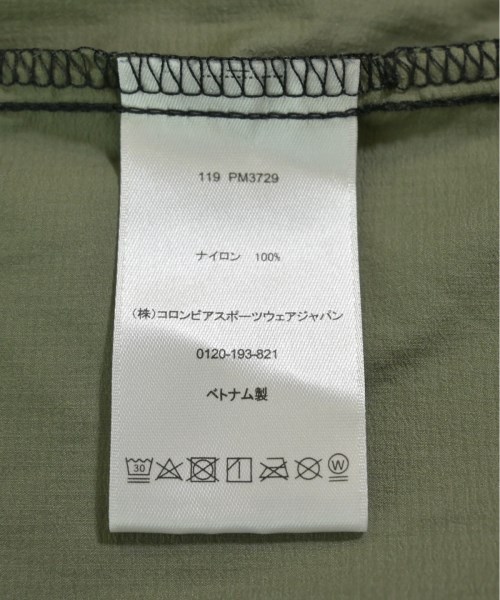 119 PM3729
ナイロン 100%
(株)コロンビアスポーツウェアジャパン
0120-193-821
ベトナム製
30 W